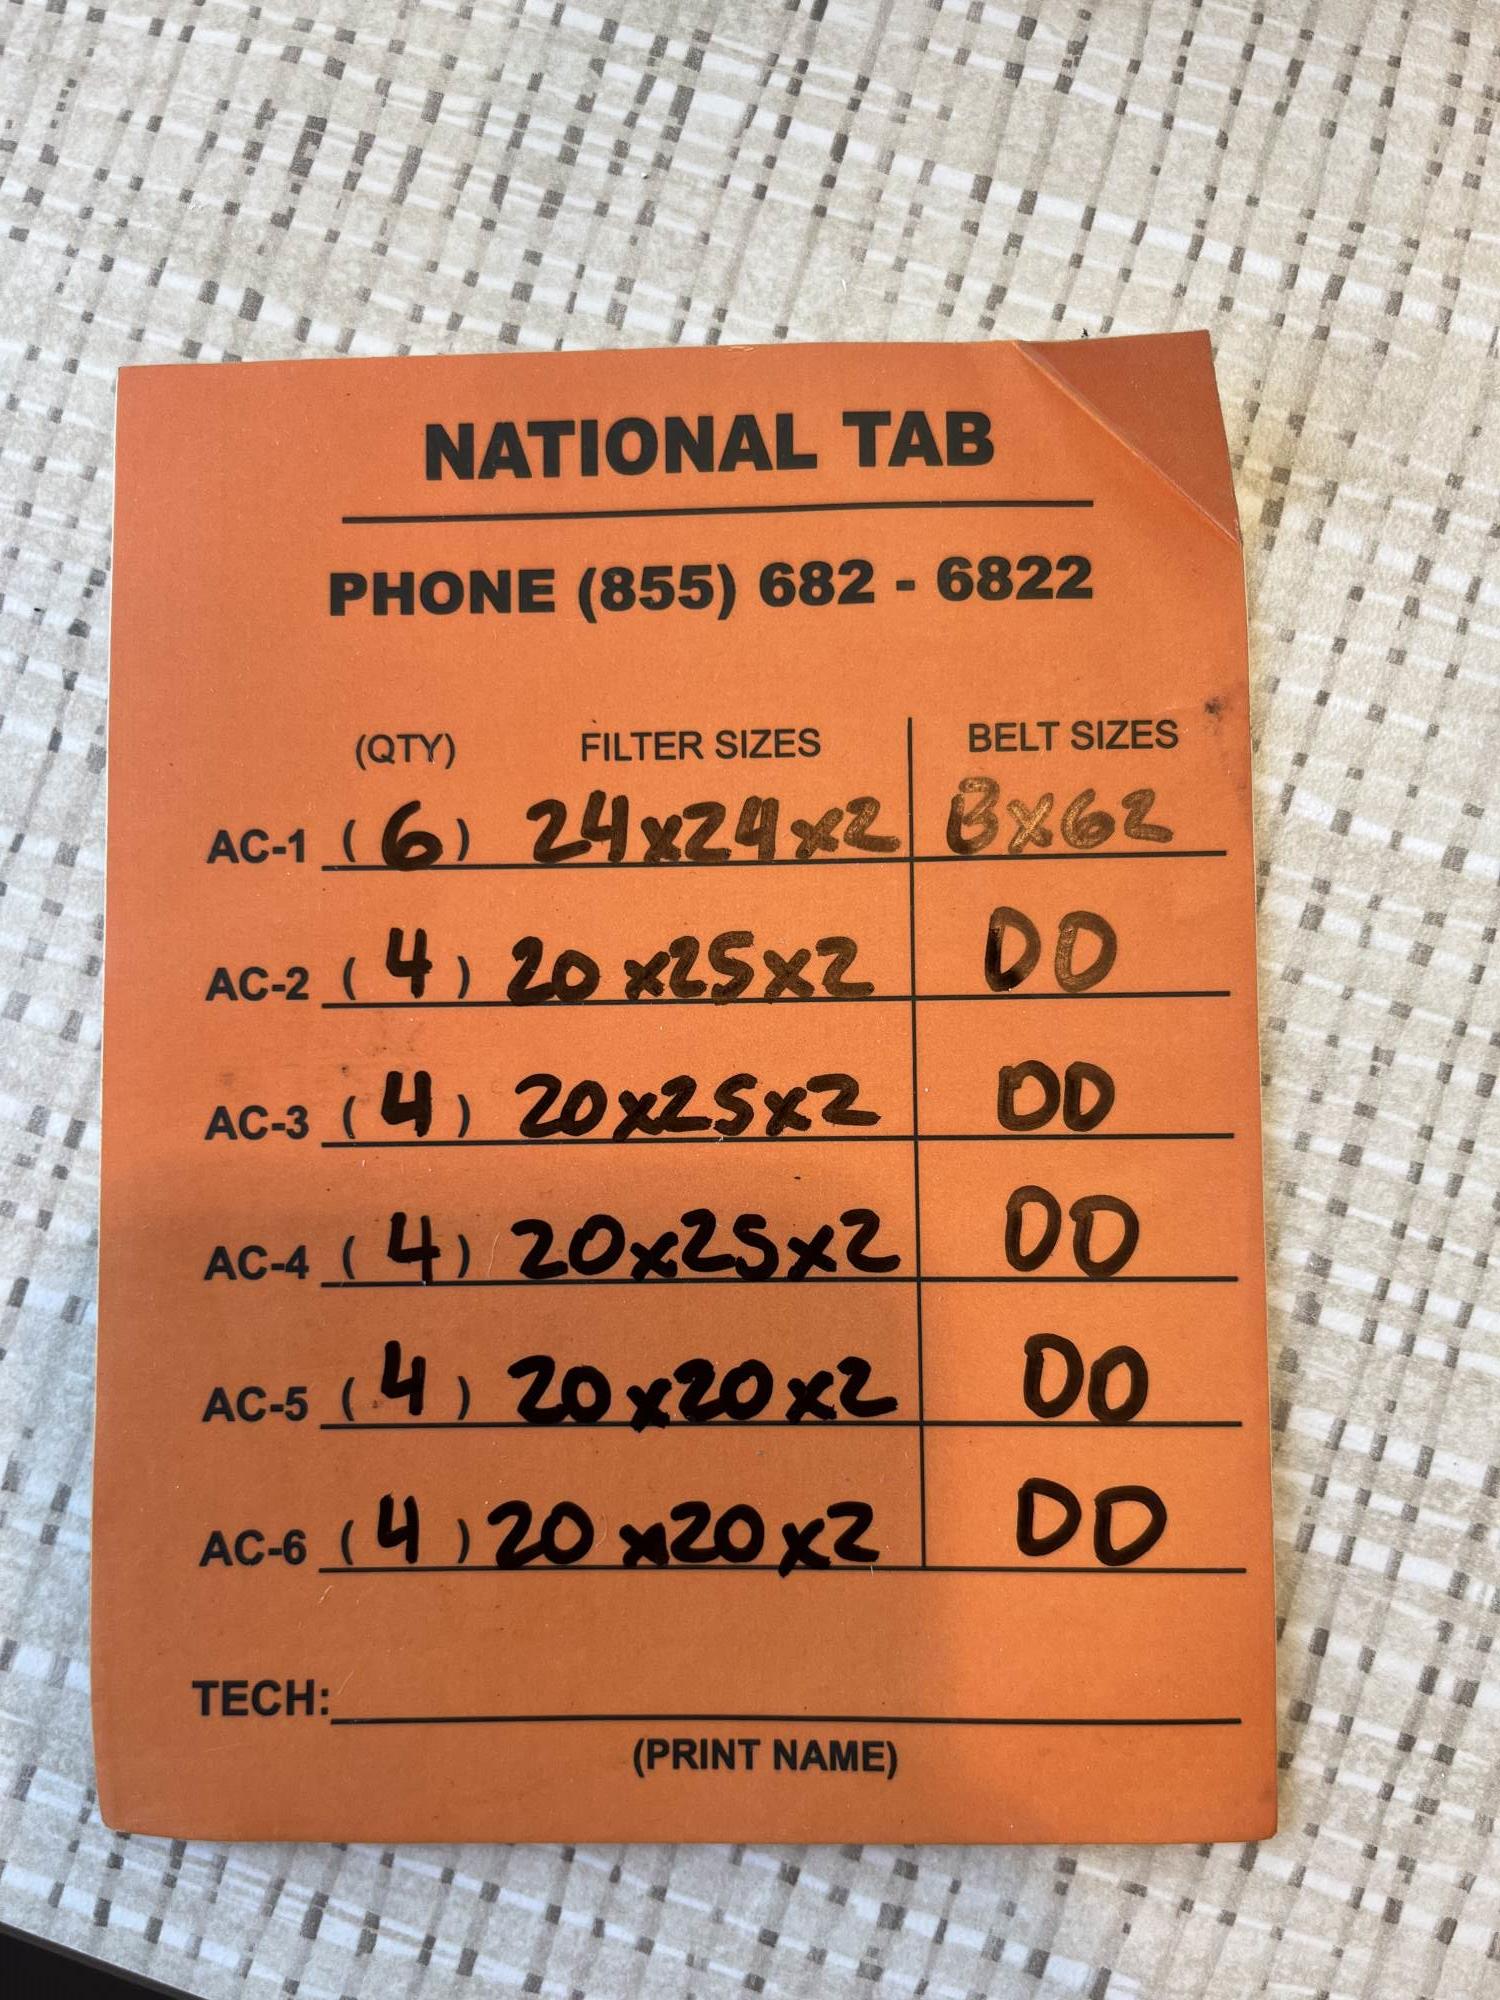 NATIONAL TAB
PHONE (855) 682 - 6822
(QTY) FILTER SIZES BELT SIZES
AC-1 (6) 24x24x2 BX62
AC-2 (4) 20x25x2 DD
AC-3 (4) 20x25x2 DD
AC-4 (4) 20x25x2 DD
AC-5 (4) 20x20x2 DD
AC-6 (4) 20x20x2 DD
TECH:
(PRINT NAME)